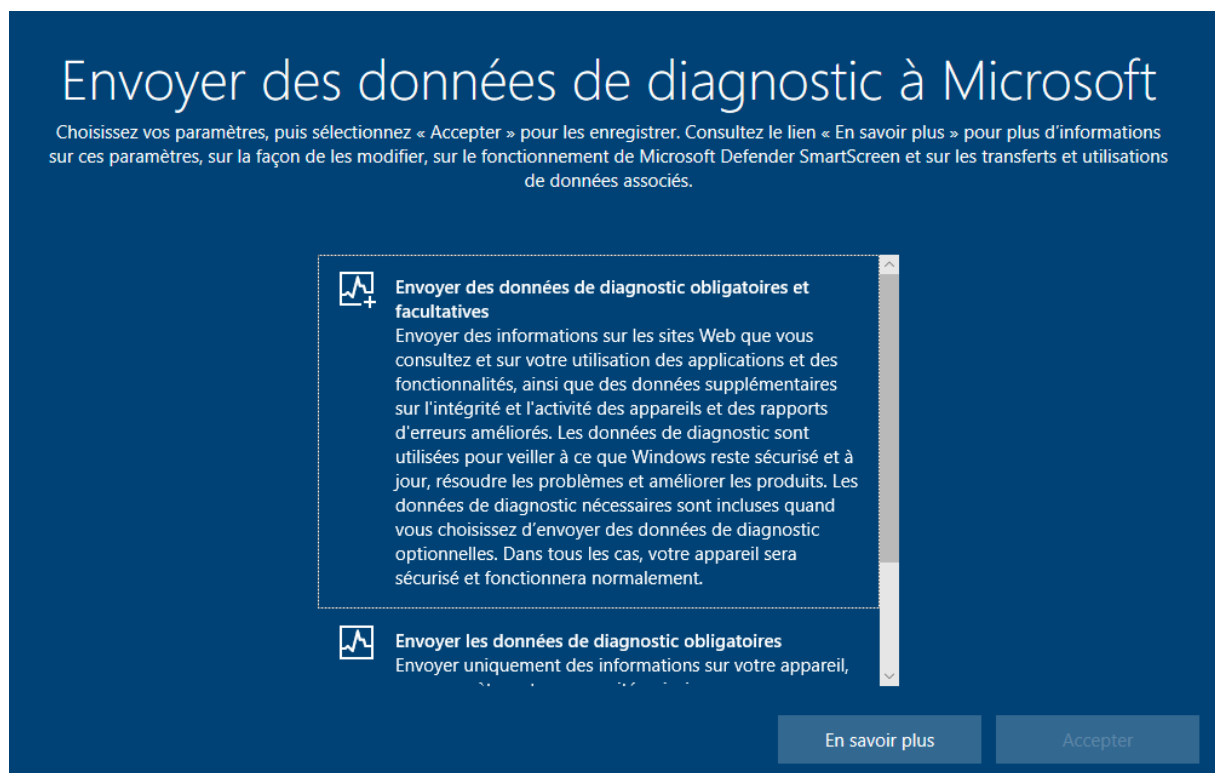 Envoyer des données de diagnostic à Microsoft
Choisissez vos paramètres, puis sélectionnez « Accepter » pour les enregistrer. Consultez le lien « En savoir plus » pour plus d’informations
sur ces paramètres, sur la façon de les modifier, sur le fonctionnement de Microsoft Defender SmartScreen et sur les transferts et utilisations
de données associés.
Envoyer des données de diagnostic obligatoires et
facultatives
Envoyer des informations sur les sites Web que vous
consultez et sur votre utilisation des applications et des
fonctionnalités, ainsi que des données supplémentaires
sur l'intégrité et l'activité des appareils et des rapports
d'erreurs améliorés. Les données de diagnostic sont
utilisées pour veiller à ce que Windows reste sécurisé et à
jour, résoudre les problèmes et améliorer les produits. Les
données de diagnostic nécessaires sont incluses quand
vous choisissez d’envoyer des données de diagnostic
optionnelles. Dans tous les cas, votre appareil sera
sécurisé et fonctionnera normalement.
Envoyer les données de diagnostic obligatoires
Envoyer uniquement des informations sur votre appareil,
En savoir plus
Accepter